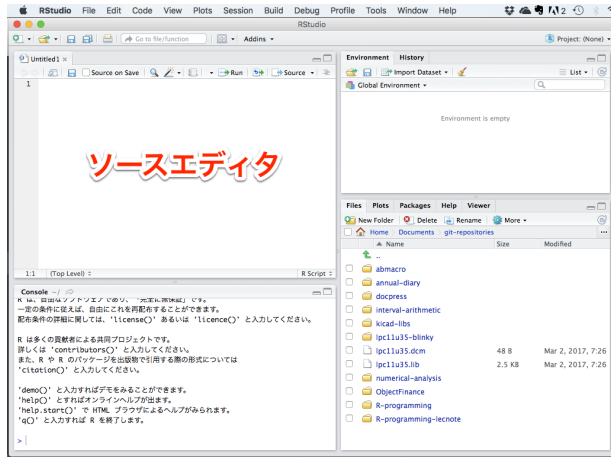 RStudio File Edit Code View Plots Session Build Debug Profile Tools Window Help 2
RStudio
Go to file/function Addins Project: (None)
Untitled1
Source on Save Run Source
1
ソースエディタ
1:1 (Top Level) R Script
Console ~/
R は、自由なソフトウェアであり、「完全に無保証」です。
一定の条件に従えば、自由にこれを再配布することができます。
配布条件の詳細に関しては、'license()' あるいは 'licence()' と入力してください。
R は多くの貢献者による共同プロジェクトです。
詳しくは 'contributors()' と入力してください。
また、R や R のパッケージを出版物で引用する際の形式については
'citation()' と入力してください。
'demo()' と入力すればデモをみることができます。
'help()' とすればオンラインヘルプが出ます。
'help.start()' で HTML ブラウザによるヘルプがみられます。
'q()' と入力すれば R を終了します。
>
Environment History
Import Dataset List
Global Environment
Environment is empty
Files Plots Packages Help Viewer
New Folder Delete Rename More
Home Documents git-repositories ...
Name Size Modified
..
abmacro
annual-diary
docpress
interval-arithmetic
kicad-libs
lpc11u35-blinky
lpc11u35.dcm 48 B Mar 2, 2017, 7:26
lpc11u35.lib 2.5 KB Mar 2, 2017, 7:26
numerical-analysis
ObjectFinance
R-programming
R-programming-lecnote